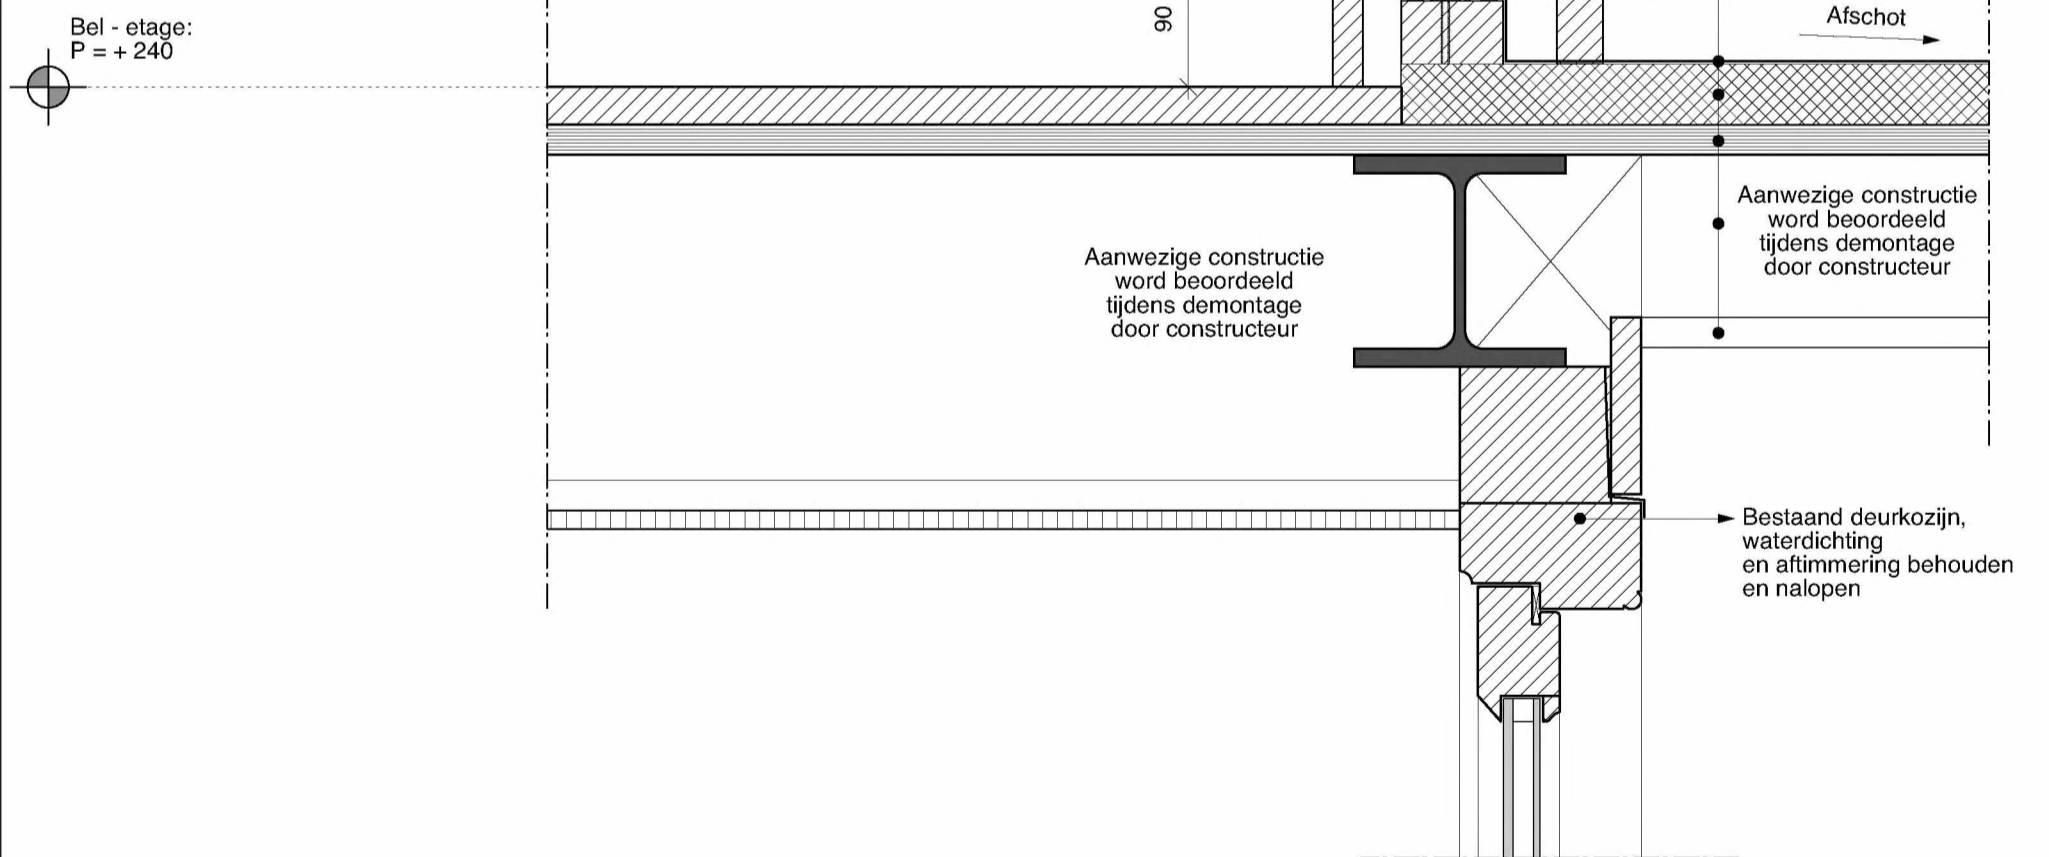 Bel - etage:
P = + 240
90
Afschot
Aanwezige constructie
word beoordeeld
tijdens demontage
door constructeur
Aanwezige constructie
word beoordeeld
tijdens demontage
door constructeur
Bestaand deurkozijn,
waterdichting
en aftimmering behouden
en nalopen